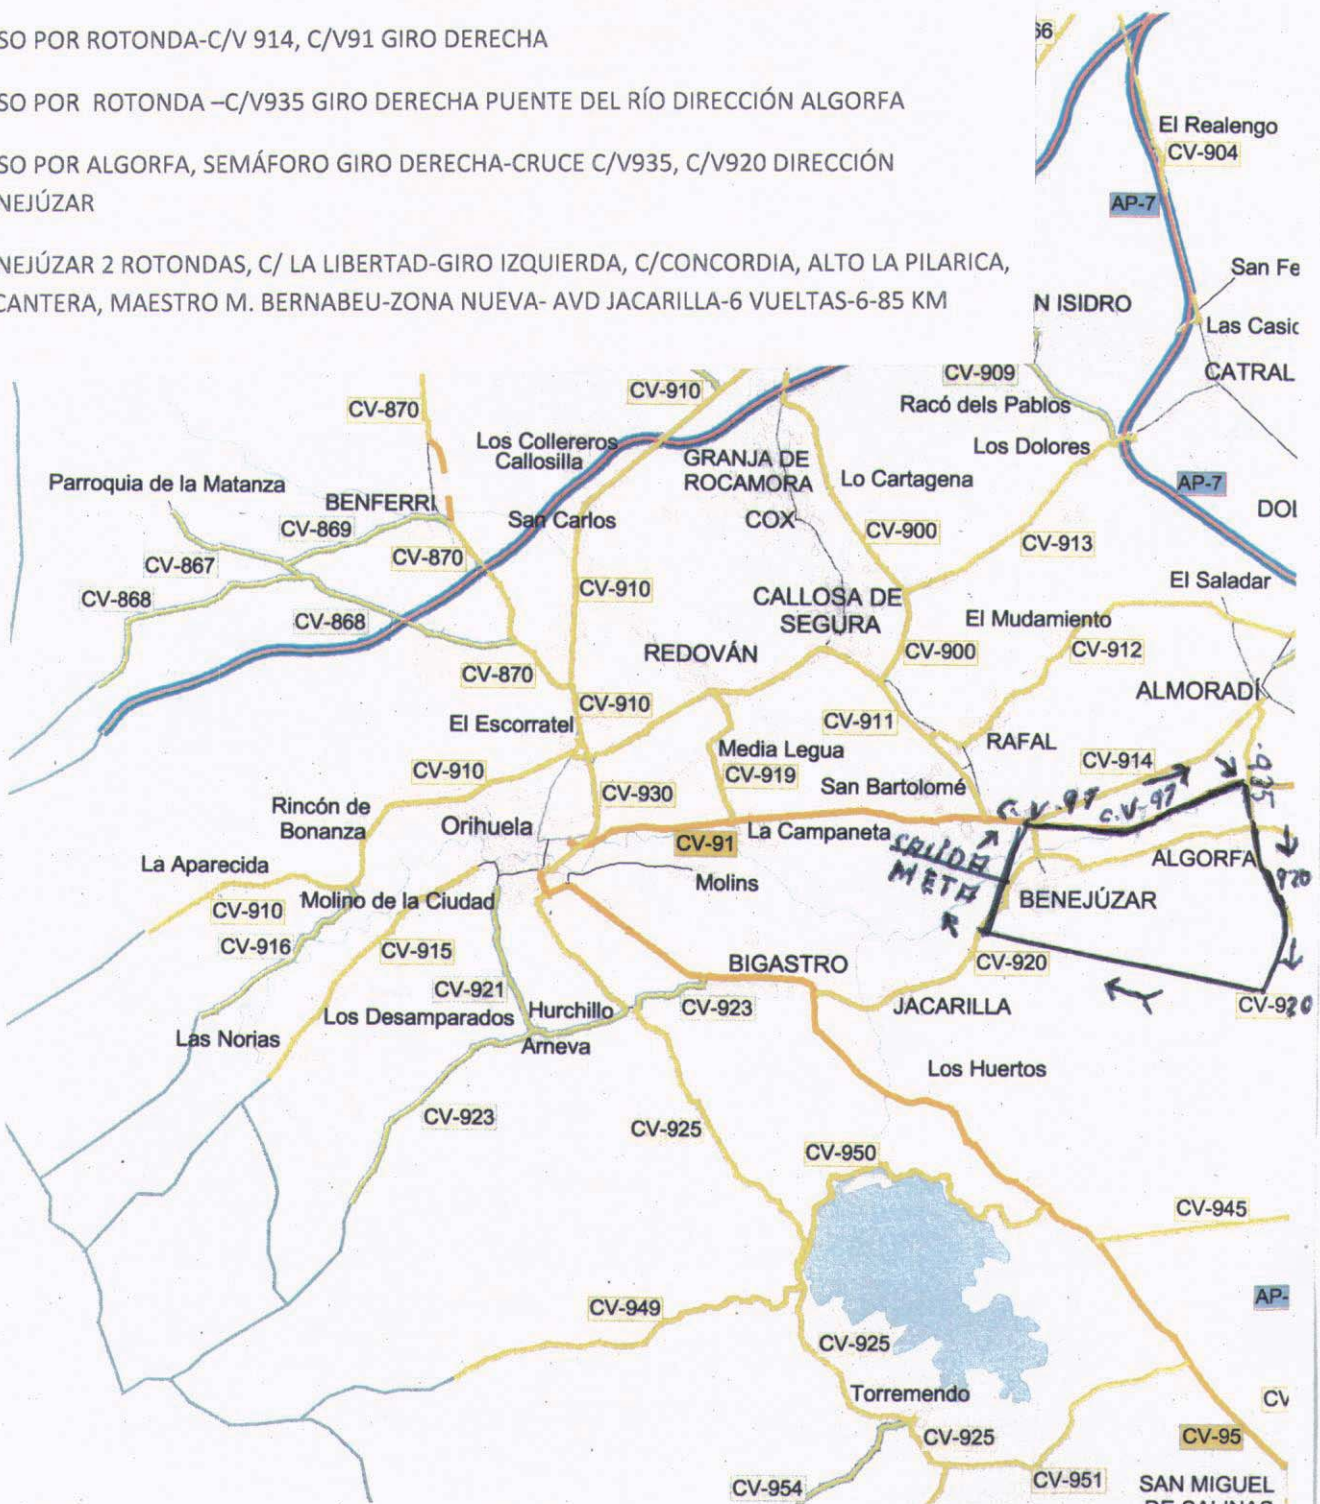 SO POR ROTONDA-C/V 914, C/V91 GIRO DERECHA
SO POR ROTONDA –C/V935 GIRO DERECHA PUENTE DEL RÍO DIRECCIÓN ALGORFA
SO POR ALGORFA, SEMÁFORO GIRO DERECHA-CRUCE C/V935, C/V920 DIRECCIÓN
NEJÚZAR
NEJÚZAR 2 ROTONDAS, C/ LA LIBERTAD-GIRO IZQUIERDA, C/CONCORDIA, ALTO LA PILARICA,
CANTERA, MAESTRO M. BERNABEU-ZONA NUEVA- AVD JACARILLA-6 VUELTAS-6-85 KM
66
El Realengo
CV-904
AP-7
San Fe
N ISIDRO
Las Casic
CATRAL
CV-909
CV-910
CV-870
Racó dels Pablos
Los Collereros
Callosilla
Los Dolores
GRANJA DE
ROCAMORA
Lo Cartagena
AP-7
Parroquia de la Matanza
BENFERRI
San Carlos
COX
DOL
CV-869
CV-900
CV-913
CV-867
CV-870
El Saladar
CV-868
CV-910
CALLOSA DE
SEGURA
CV-868
El Mudamiento
REDOVÁN
CV-900
CV-912
CV-870
ALMORADÍ
CV-910
El Escorratel
CV-911
RAFAL
Media Legua
CV-914
CV-910
CV-919
San Bartolomé
935
CV-930
Rincón de
Bonanza
C.V-91
C.V-91
Orihuela
La Campaneta
CV-91
SALIDA
META
ALGORFA
La Aparecida
Molins
920
CV-910
Molino de la Ciudad
BENEJÚZAR
CV-916
CV-915
BIGASTRO
CV-920
CV-921
CV-923
JACARILLA
CV-920
Los Desamparados
Hurchillo
Las Norias
Arneva
Los Huertos
CV-923
CV-925
CV-950
CV-945
AP-
CV-949
CV-925
Torremendo
CV
CV-925
CV-95
CV-954
CV-951
SAN MIGUEL
DE SALINAS